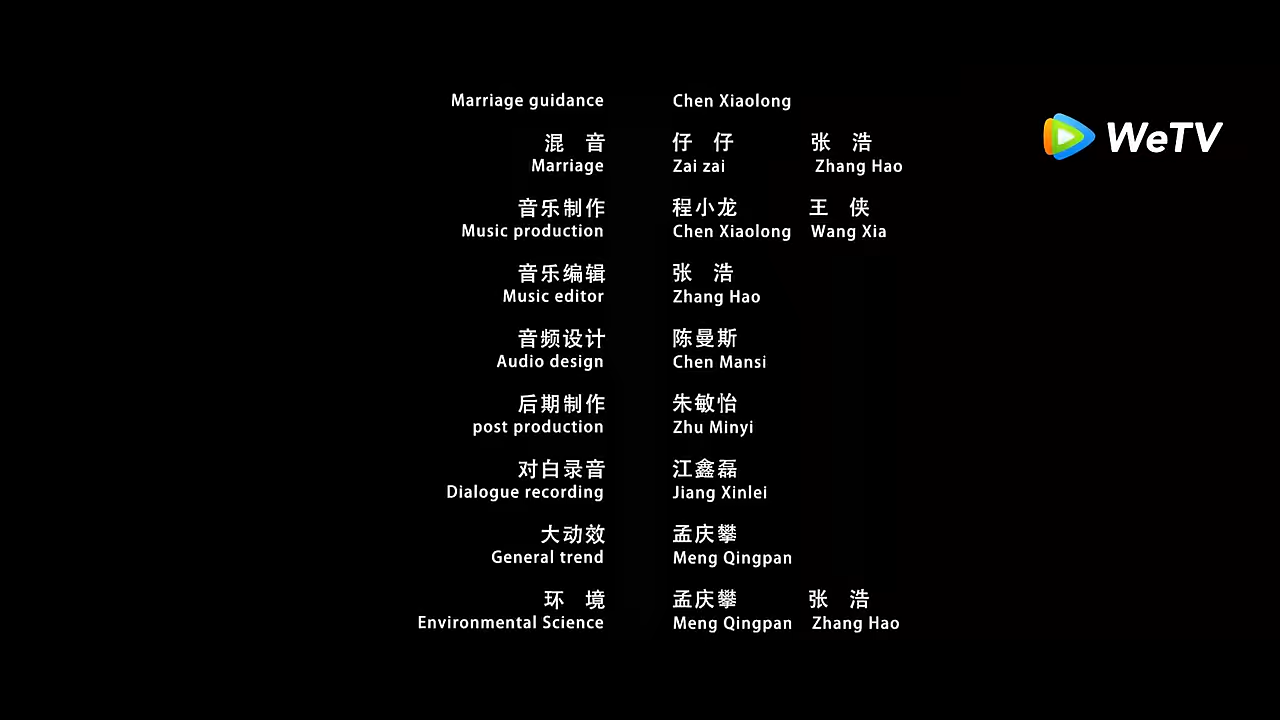 Marriage guidance Chen Xiaolong
WeTV
混 音 仔 仔 张 浩
Marriage Zai zai Zhang Hao
音乐制作 程小龙 王 侠
Music production Chen Xiaolong Wang Xia
音乐编辑 张 浩
Music editor Zhang Hao
音频设计 陈曼斯
Audio design Chen Mansi
后期制作 朱敏怡
post production Zhu Minyi
对白录音 江鑫磊
Dialogue recording Jiang Xinlei
大动效 孟庆攀
General trend Meng Qingpan
环 境 孟庆攀 张 浩
Environmental Science Meng Qingpan Zhang Hao